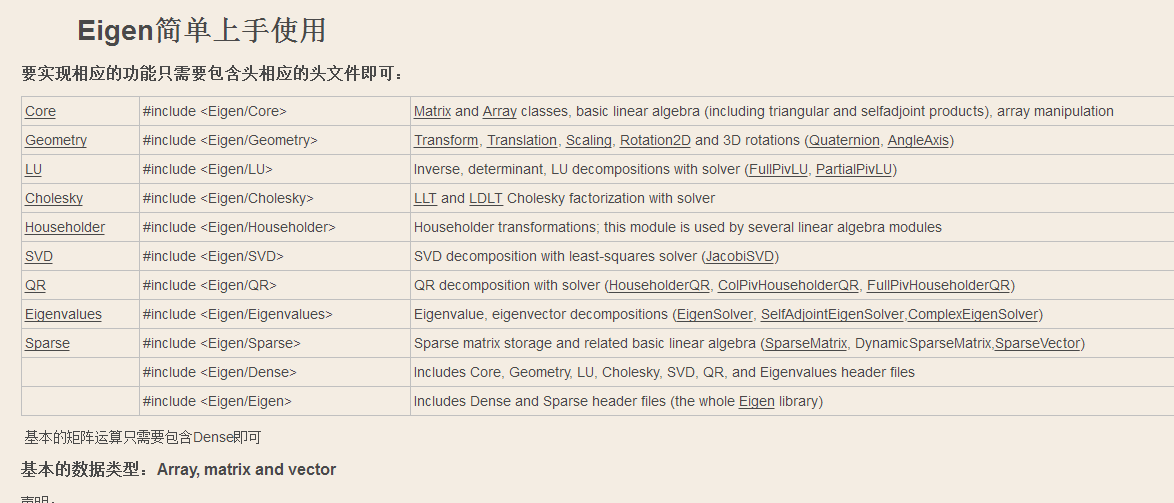 Eigen简单上手使用
要实现相应的功能只需要包含头相应的头文件即可：
Core #include <Eigen/Core> Matrix and Array classes, basic linear algebra (including triangular and selfadjoint products), array manipulation
Geometry #include <Eigen/Geometry> Transform, Translation, Scaling, Rotation2D and 3D rotations (Quaternion, AngleAxis)
LU #include <Eigen/LU> Inverse, determinant, LU decompositions with solver (FullPivLU, PartialPivLU)
Cholesky #include <Eigen/Cholesky> LLT and LDLT Cholesky factorization with solver
Householder #include <Eigen/Householder> Householder transformations; this module is used by several linear algebra modules
SVD #include <Eigen/SVD> SVD decomposition with least-squares solver (JacobiSVD)
QR #include <Eigen/QR> QR decomposition with solver (HouseholderQR, ColPivHouseholderQR, FullPivHouseholderQR)
Eigenvalues #include <Eigen/Eigenvalues> Eigenvalue, eigenvector decompositions (EigenSolver, SelfAdjointEigenSolver,ComplexEigenSolver)
Sparse #include <Eigen/Sparse> Sparse matrix storage and related basic linear algebra (SparseMatrix, DynamicSparseMatrix,SparseVector)
#include <Eigen/Dense> Includes Core, Geometry, LU, Cholesky, SVD, QR, and Eigenvalues header files
#include <Eigen/Eigen> Includes Dense and Sparse header files (the whole Eigen library)
基本的矩阵运算只需要包含Dense即可
基本的数据类型：Array, matrix and vector
声明：